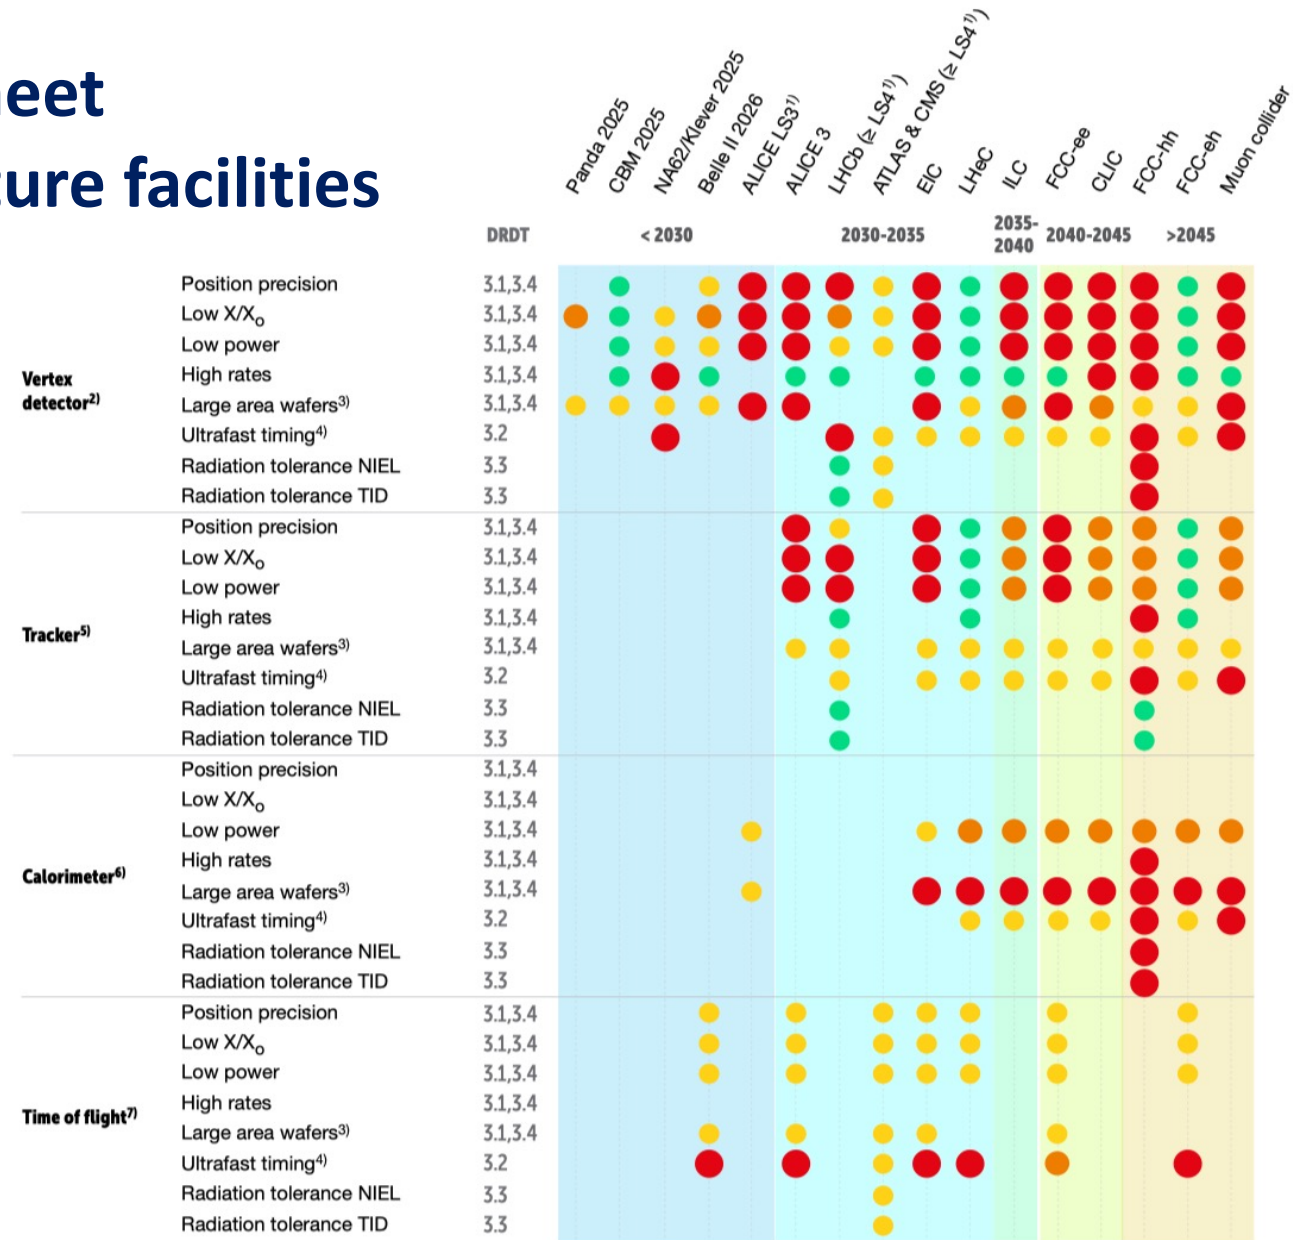 neet
ture facilities
Panda 2025
CBM 2025
NA62/Klever 2025
Belle II 2026
ALICE LS3¹⁾
ALICE 3
LHCb (≥ LS4¹⁾)
ATLAS & CMS (≥ LS4¹⁾)
EIC
LHeC
ILC
FCC-ee
CLIC
FCC-hh
FCC-eh
Muon collider
DRDT < 2030 2030-2035 2035-2040 2040-2045 >2045
Vertex detector²⁾
Position precision 3.1,3.4
Low X/X₀ 3.1,3.4
Low power 3.1,3.4
High rates 3.1,3.4
Large area wafers³⁾ 3.1,3.4
Ultrafast timing⁴⁾ 3.2
Radiation tolerance NIEL 3.3
Radiation tolerance TID 3.3
Tracker⁵⁾
Position precision 3.1,3.4
Low X/X₀ 3.1,3.4
Low power 3.1,3.4
High rates 3.1,3.4
Large area wafers³⁾ 3.1,3.4
Ultrafast timing⁴⁾ 3.2
Radiation tolerance NIEL 3.3
Radiation tolerance TID 3.3
Calorimeter⁶⁾
Position precision 3.1,3.4
Low X/X₀ 3.1,3.4
Low power 3.1,3.4
High rates 3.1,3.4
Large area wafers³⁾ 3.1,3.4
Ultrafast timing⁴⁾ 3.2
Radiation tolerance NIEL 3.3
Radiation tolerance TID 3.3
Time of flight⁷⁾
Position precision 3.1,3.4
Low X/X₀ 3.1,3.4
Low power 3.1,3.4
High rates 3.1,3.4
Large area wafers³⁾ 3.1,3.4
Ultrafast timing⁴⁾ 3.2
Radiation tolerance NIEL 3.3
Radiation tolerance TID 3.3